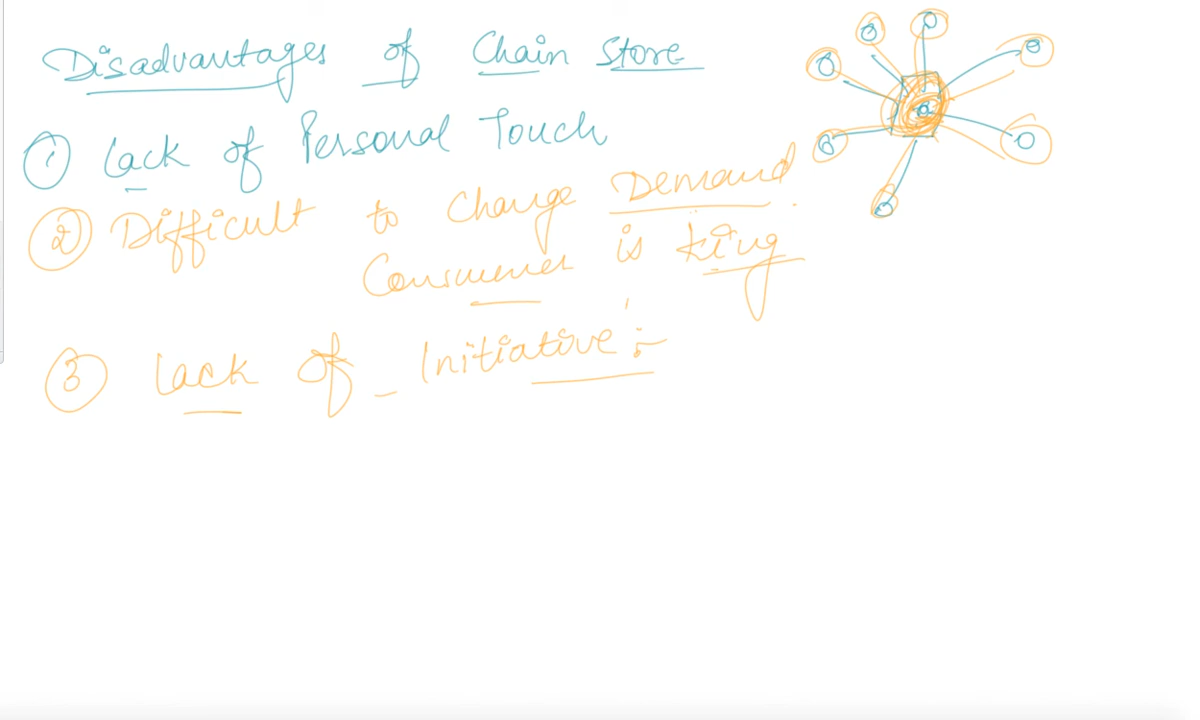 Disadvantages of Chain Store
① Lack of Personal Touch
② Difficult to Change Demand.
Consumer is King
③ Lack of Initiative :-